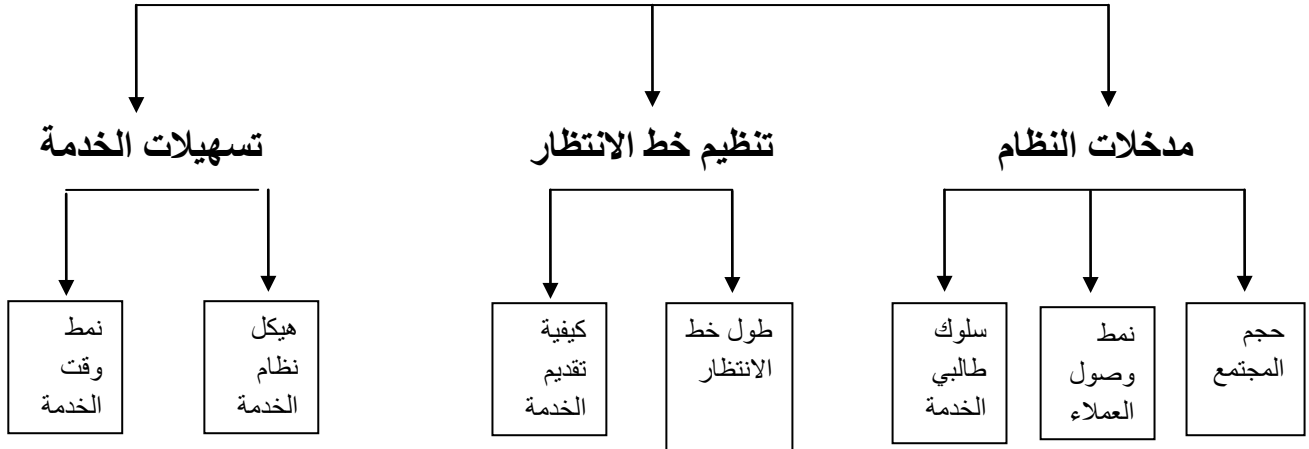 مدخلات النظام
تنظيم خط الانتظار
تسهيلات الخدمة
حجم
المجتمع
نمط
وصول
العملاء
سلوك
طالبي
الخدمة
طول خط
الانتظار
كيفية
تقديم
الخدمة
هيكل
نظام
الخدمة
نمط
وقت
الخدمة